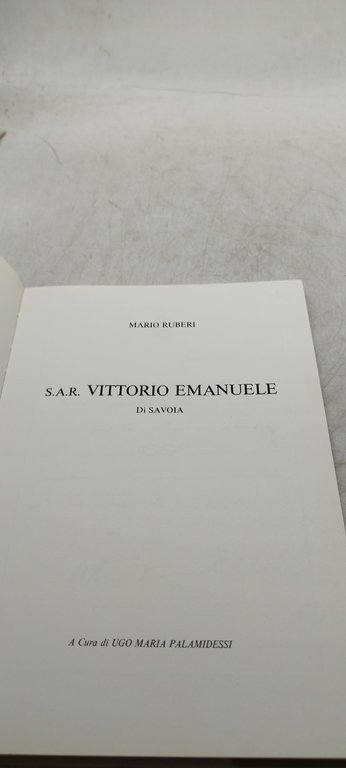 MARIO RUBERI
S.A.R. VITTORIO EMANUELE
Di SAVOIA
A Cura di UGO MARIA PALAMIDESSI